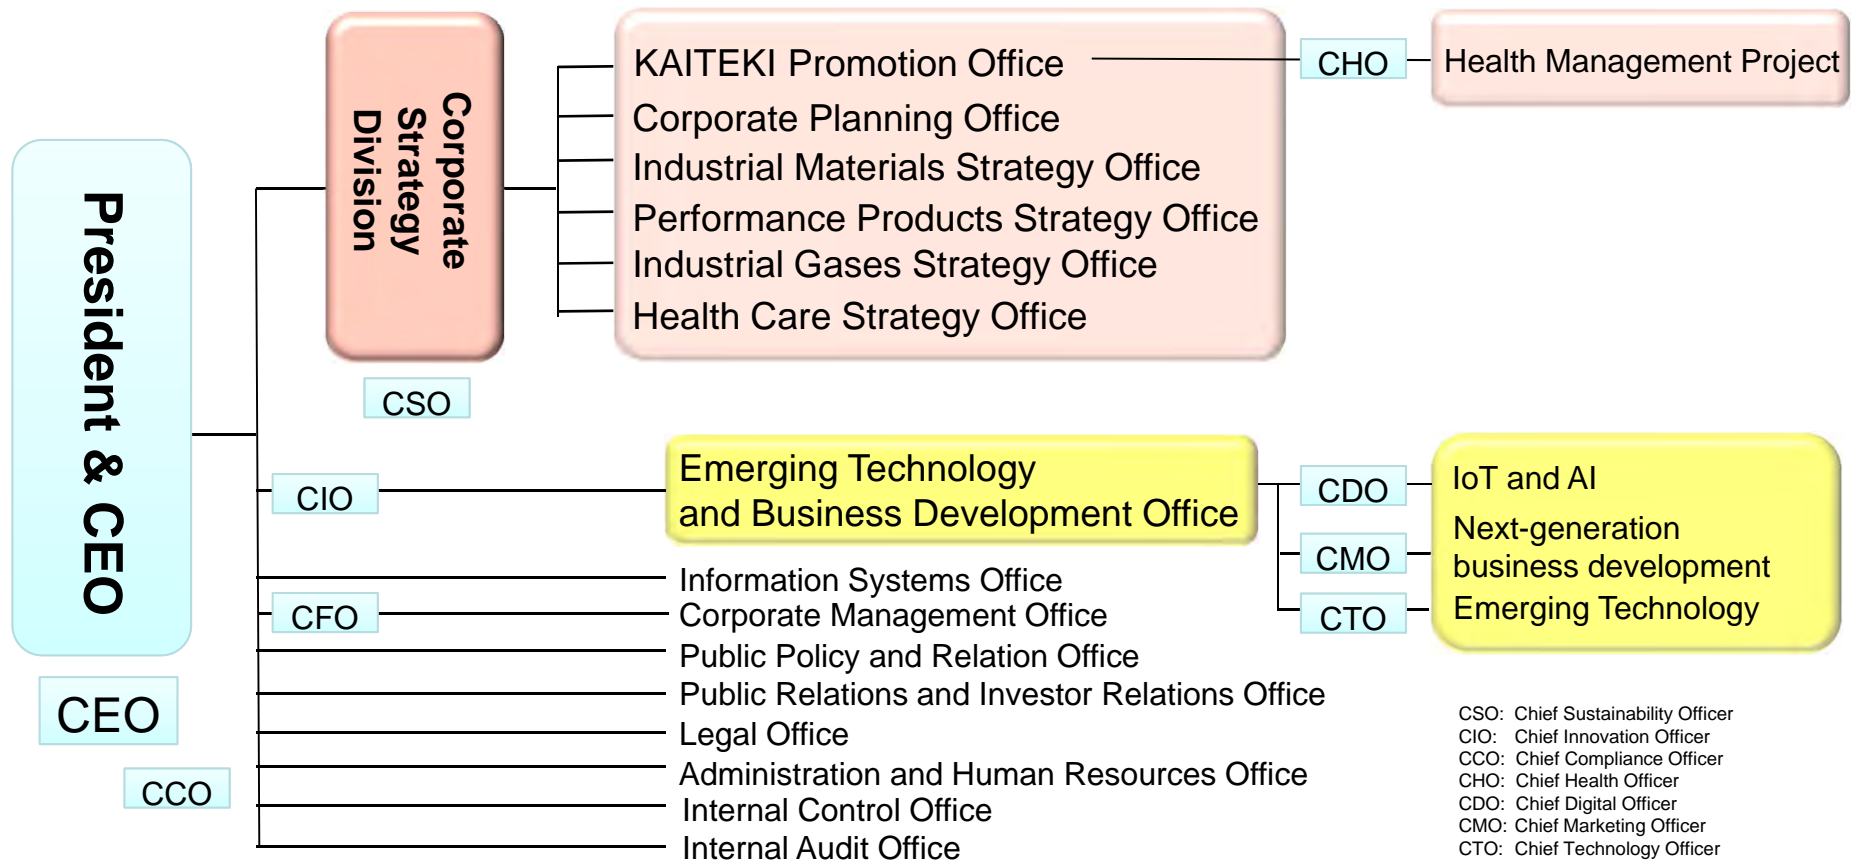 President & CEO
CEO
CCO
Corporate
Strategy
Division
CSO
KAITEKI Promotion Office
Corporate Planning Office
Industrial Materials Strategy Office
Performance Products Strategy Office
Industrial Gases Strategy Office
Health Care Strategy Office
CHO
Health Management Project
CIO
Emerging Technology
and Business Development Office
CDO
IoT and AI
CMO
Next-generation
business development
CTO
Emerging Technology
Information Systems Office
CFO
Corporate Management Office
Public Policy and Relation Office
Public Relations and Investor Relations Office
Legal Office
Administration and Human Resources Office
Internal Control Office
Internal Audit Office
CSO: Chief Sustainability Officer
CIO: Chief Innovation Officer
CCO: Chief Compliance Officer
CHO: Chief Health Officer
CDO: Chief Digital Officer
CMO: Chief Marketing Officer
CTO: Chief Technology Officer